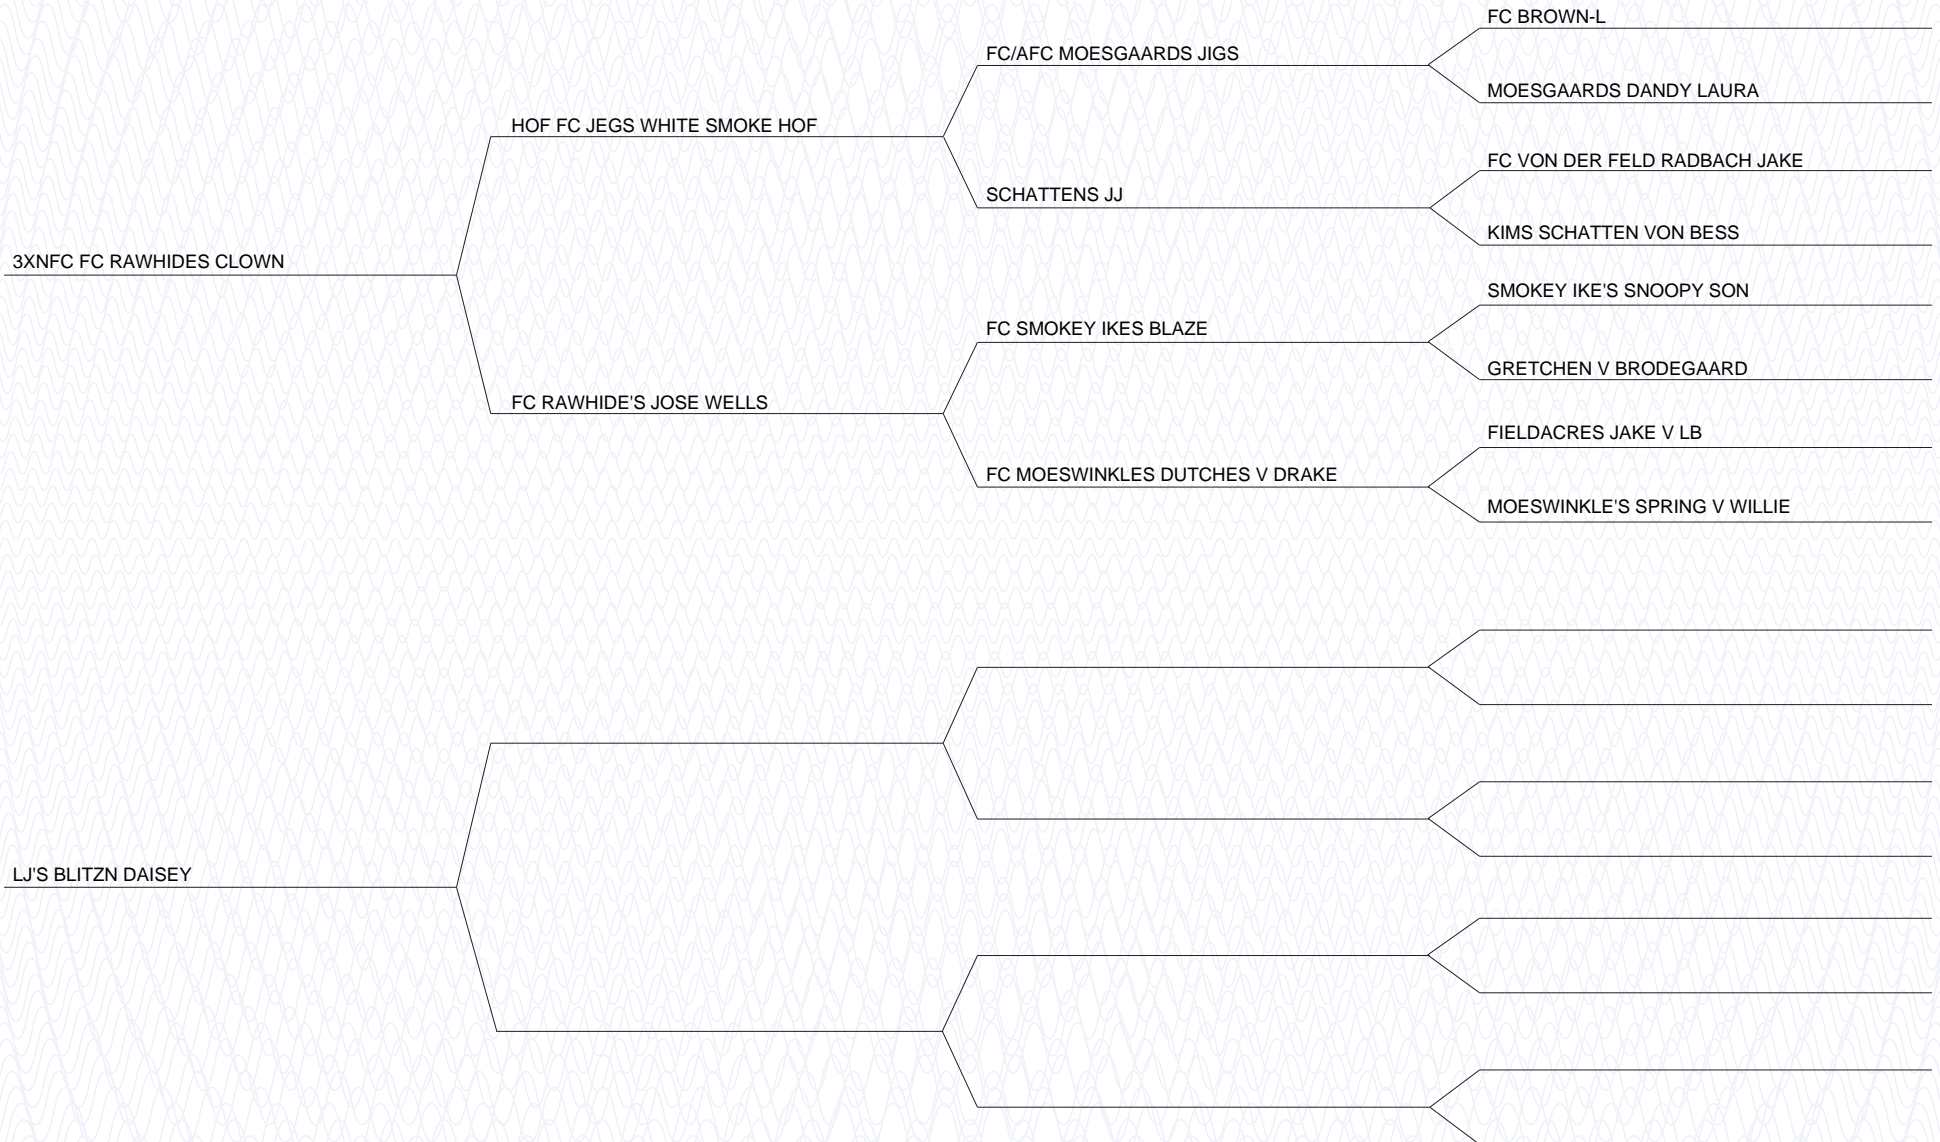 FC BROWN-L
FC/AFC MOESGAARDS JIGS
MOESGAARDS DANDY LAURA
HOF FC JEGS WHITE SMOKE HOF
FC VON DER FELD RADBACH JAKE
SCHATTENS JJ
KIMS SCHATTEN VON BESS
3XNFC FC RAWHIDES CLOWN
SMOKEY IKE'S SNOOPY SON
FC SMOKEY IKES BLAZE
GRETCHEN V BRODEGAARD
FC RAWHIDE'S JOSE WELLS
FIELDACRES JAKE V LB
FC MOESWINKLES DUTCHES V DRAKE
MOESWINKLE'S SPRING V WILLIE
LJ'S BLITZN DAISEY